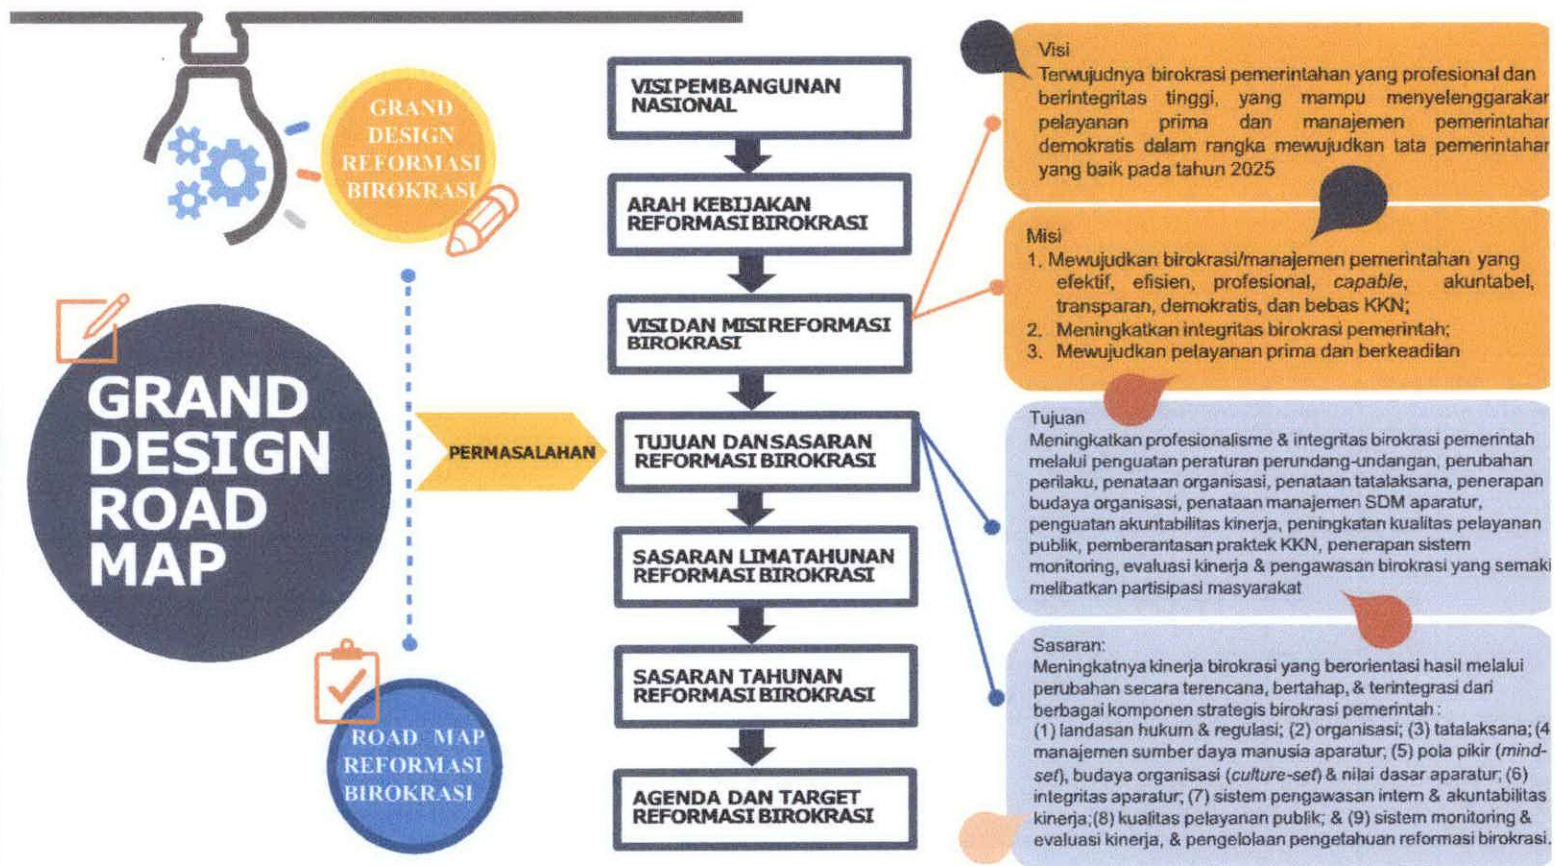 GRAND
DESIGN
REFORMASI
BIROKRASI
GRAND
DESIGN
ROAD
MAP
ROAD MAP
REFORMASI
BIROKRASI
PERMASALAHAN
VISI PEMBANGUNAN
NASIONAL
ARAH KEBIJAKAN
REFORMASI BIROKRASI
VISI DAN MISI REFORMASI
BIROKRASI
TUJUAN DAN SASARAN
REFORMASI BIROKRASI
SASARAN LIMA TAHUNAN
REFORMASI BIROKRASI
SASARAN TAHUNAN
REFORMASI BIROKRASI
AGENDA DAN TARGET
REFORMASI BIROKRASI
Visi
Terwujudnya birokrasi pemerintahan yang profesional dan
berintegritas tinggi, yang mampu menyelenggarakan
pelayanan prima dan manajemen pemerintahan
demokratis dalam rangka mewujudkan tata pemerintahan
yang baik pada tahun 2025
Misi
1. Mewujudkan birokrasi/manajemen pemerintahan yang
efektif, efisien, profesional, capable, akuntabel,
transparan, demokratis, dan bebas KKN;
2. Meningkatkan integritas birokrasi pemerintah;
3. Mewujudkan pelayanan prima dan berkeadilan
Tujuan
Meningkatkan profesionalisme & integritas birokrasi pemerintah
melalui penguatan peraturan perundang-undangan, perubahan
perilaku, penataan organisasi, penataan tatalaksana, penerapan
budaya organisasi, penataan manajemen SDM aparatur,
penguatan akuntabilitas kinerja, peningkatan kualitas pelayanan
publik, pemberantasan praktek KKN, penerapan sistem
monitoring, evaluasi kinerja & pengawasan birokrasi yang semaki
melibatkan partisipasi masyarakat
Sasaran:
Meningkatnya kinerja birokrasi yang berorientasi hasil melalui
perubahan secara terencana, bertahap, & terintegrasi dari
berbagai komponen strategis birokrasi pemerintah :
(1) landasan hukum & regulasi; (2) organisasi; (3) tatalaksana; (4
manajemen sumber daya manusia aparatur; (5) pola pikir (mind-
set), budaya organisasi (culture-set) & nilai dasar aparatur; (6)
integritas aparatur; (7) sistem pengawasan intern & akuntabilitas
kinerja; (8) kualitas pelayanan publik; & (9) sistem monitoring &
evaluasi kinerja, & pengelolaan pengetahuan reformasi birokrasi.